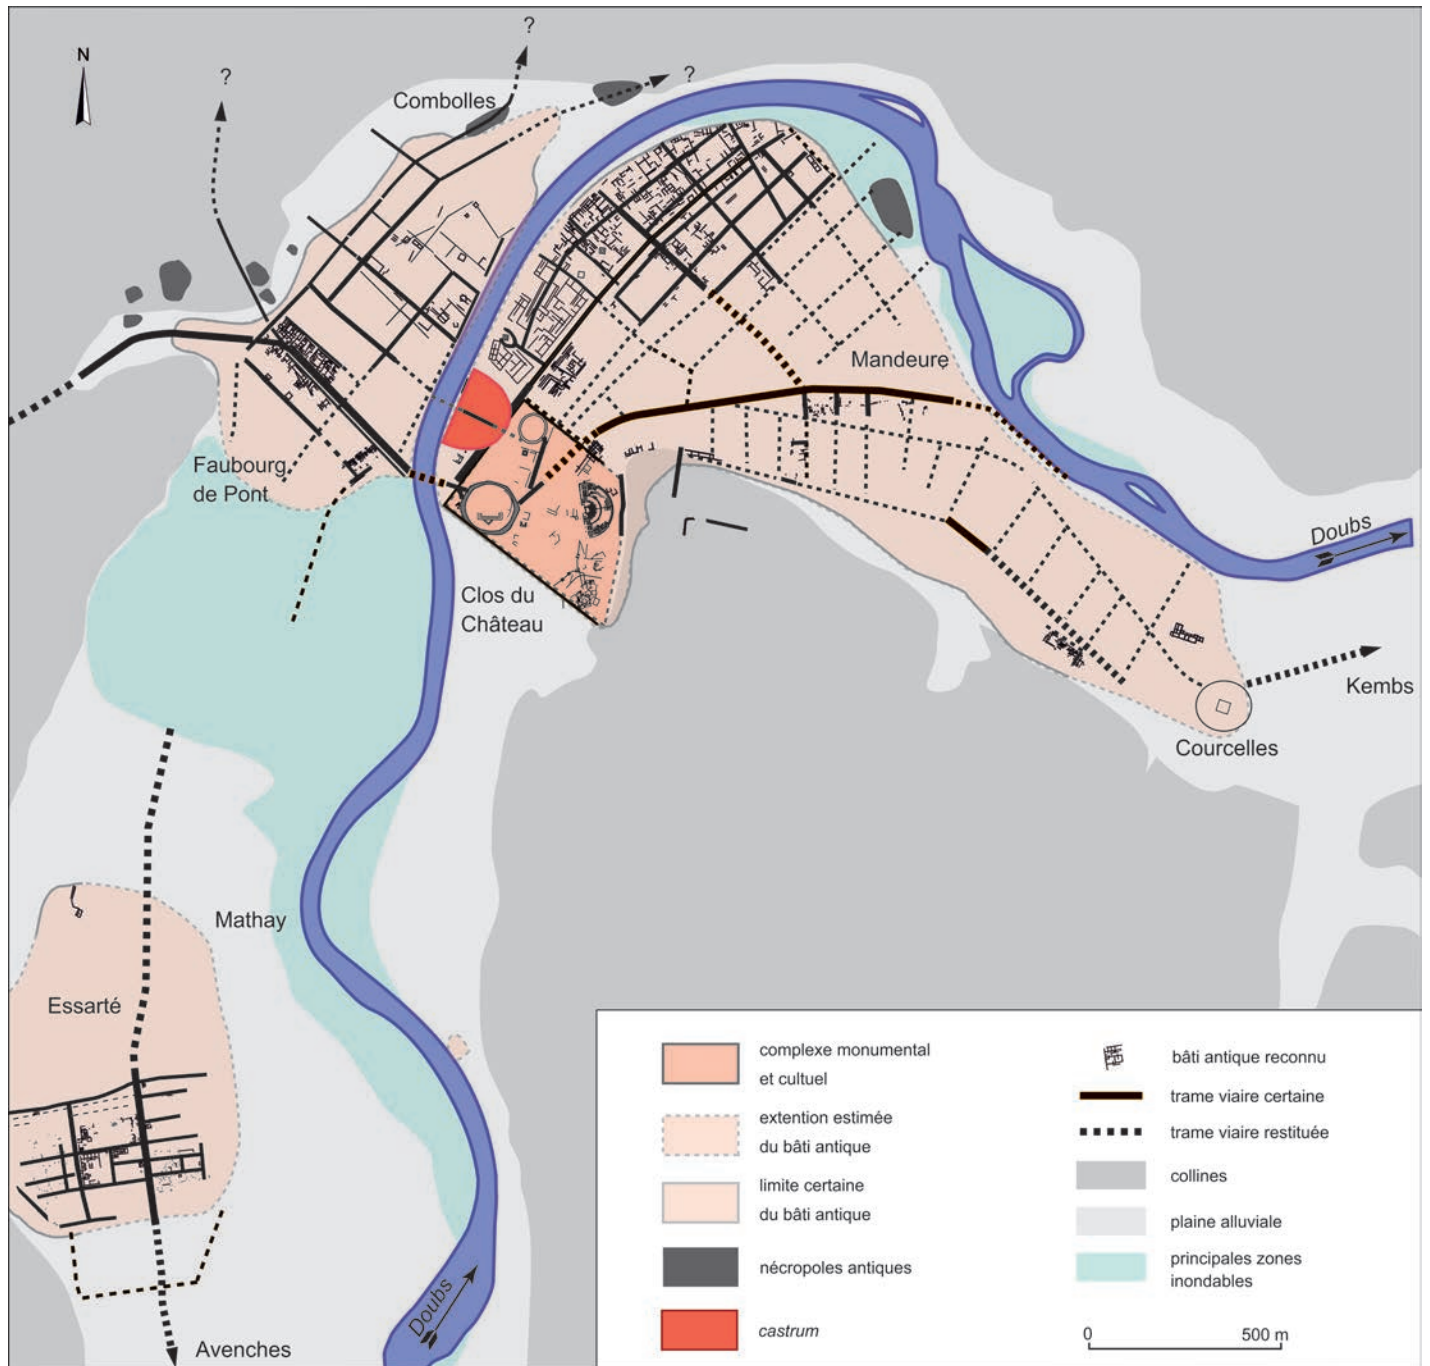 ?
N
?
?
Combolles
Mandeure
Faubourg
de Pont
Doubs
Clos du
Château
Kembs
Courcelles
Mathay
Essarté
Doubs
Avenches
complexe monumental
et cultuel
extention estimée
du bâti antique
limite certaine
du bâti antique
nécropoles antiques
castrum
bâti antique reconnu
trame viaire certaine
trame viaire restituée
collines
plaine alluviale
principales zones
inondables
0 500 m